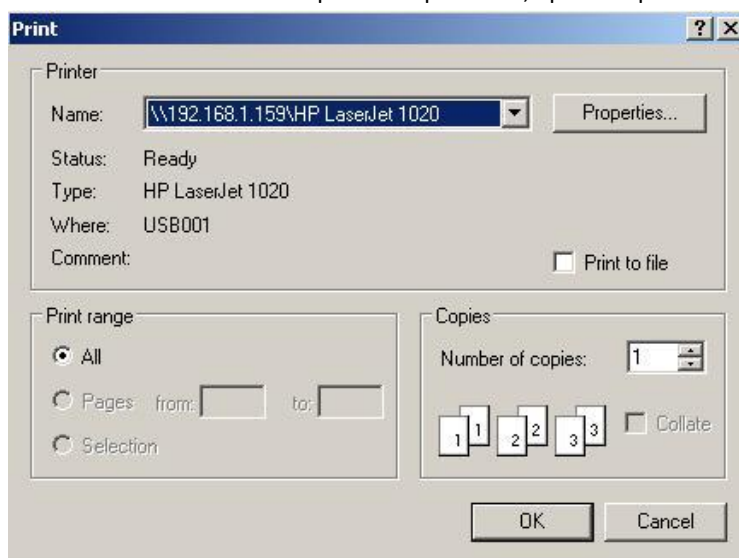 Print
Printer
Name: \\192.168.1.159\HP LaserJet 1020 Properties...
Status: Ready
Type: HP LaserJet 1020
Where: USB001
Comment: Print to file
Print range
All
Pages from: to:
Selection
Copies
Number of copies: 1
1 1 2 2 3 3 Collate
OK Cancel